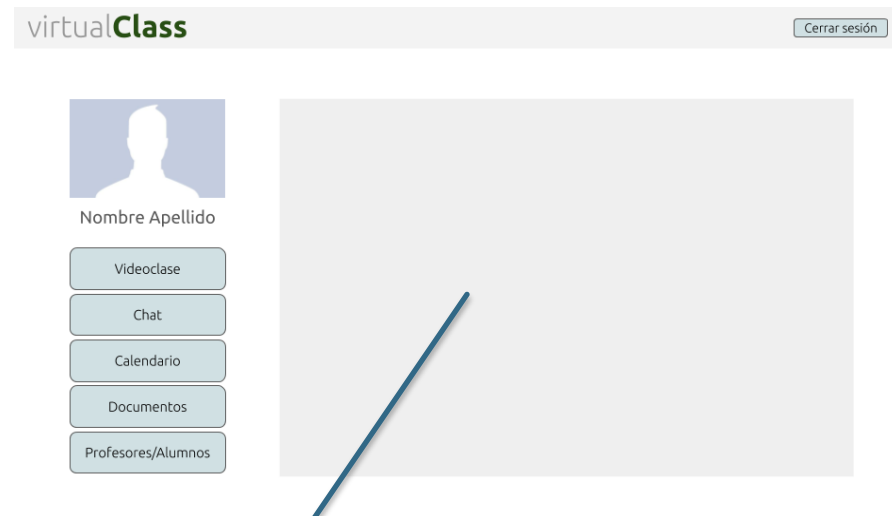 virtualClass
Cerrar sesión
Nombre Apellido
Videoclase
Chat
Calendario
Documentos
Profesores/Alumnos